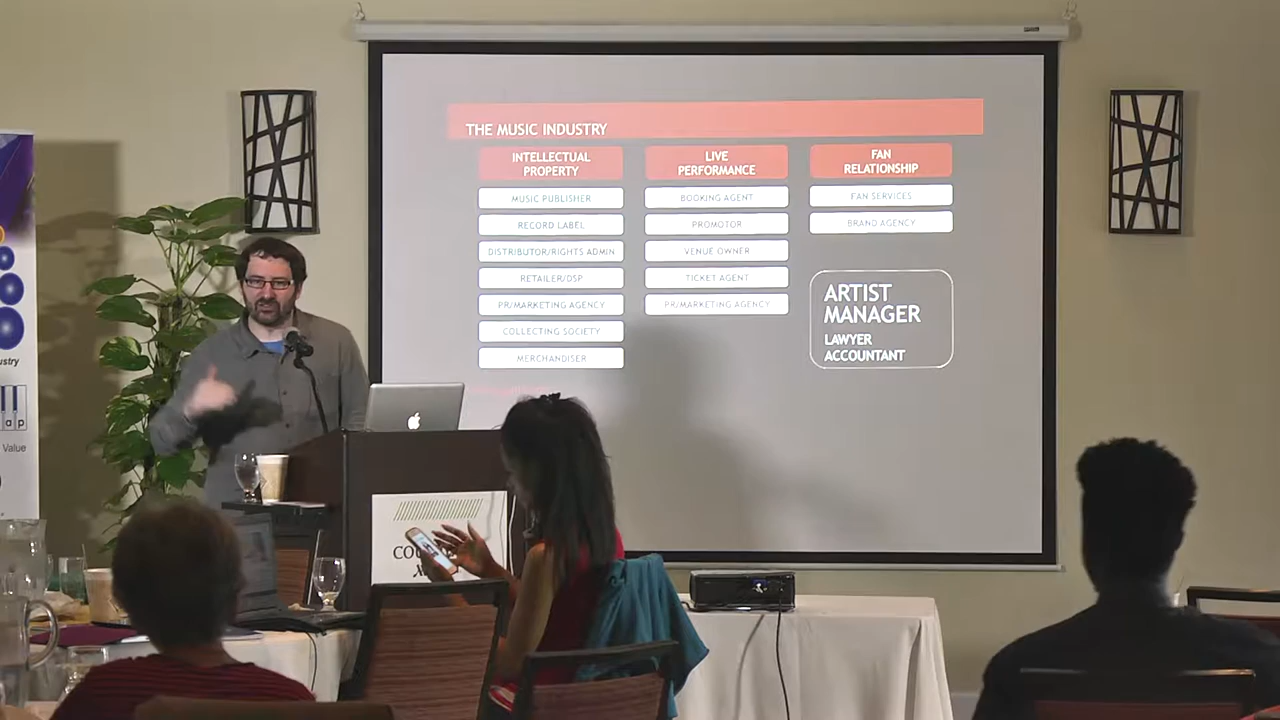 THE MUSIC INDUSTRY
INTELLECTUAL
PROPERTY
MUSIC PUBLISHER
RECORD LABEL
DISTRIBUTOR/RIGHTS ADMIN
RETAILER/DSP
PR/MARKETING AGENCY
COLLECTING SOCIETY
MERCHANDISER
LIVE
PERFORMANCE
BOOKING AGENT
PROMOTOR
VENUE OWNER
TICKET AGENT
PR/MARKETING AGENCY
FAN
RELATIONSHIP
FAN SERVICES
BRAND AGENCY
ARTIST
MANAGER
LAWYER
ACCOUNTANT
Value